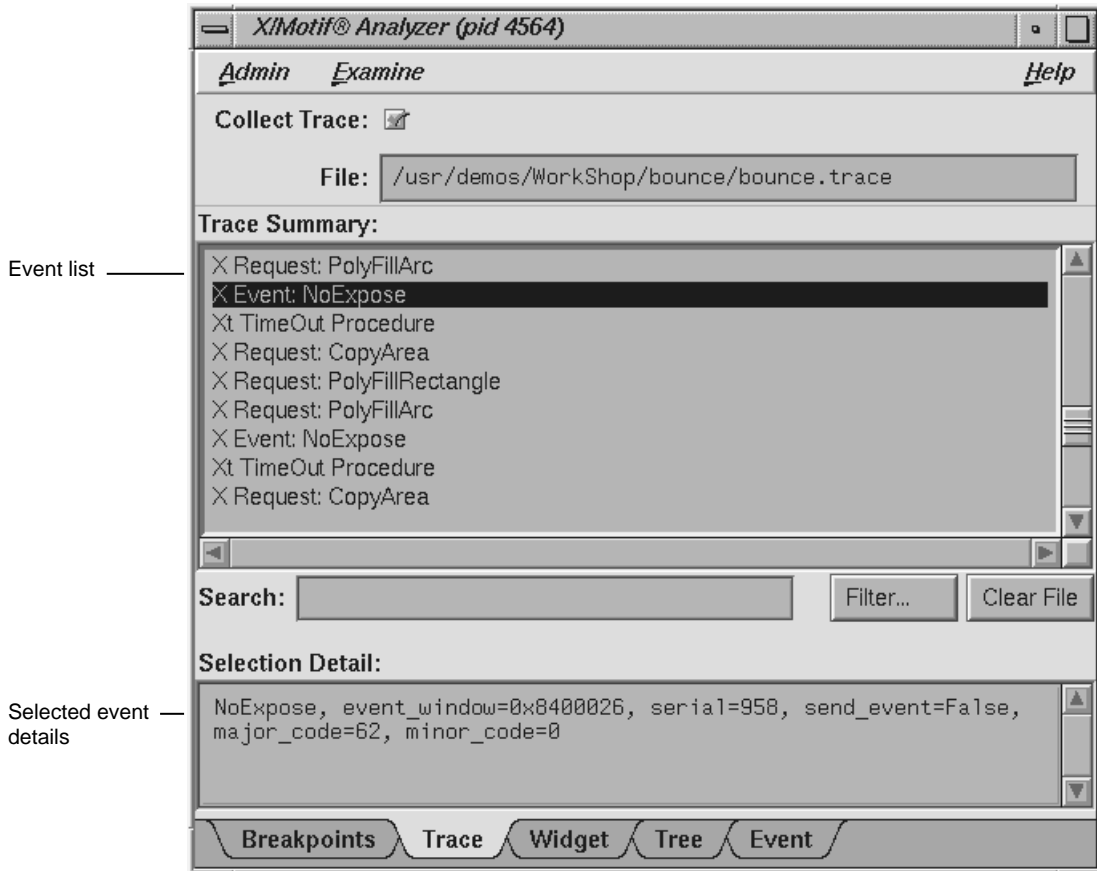 X/Motif® Analyzer (pid 4564)
Admin Examine Help
Collect Trace:
File: /usr/demos/WorkShop/bounce/bounce.trace
Trace Summary:
Event list
X Request: PolyFillArc
X Event: NoExpose
Xt TimeOut Procedure
X Request: CopyArea
X Request: PolyFillRectangle
X Request: PolyFillArc
X Event: NoExpose
Xt TimeOut Procedure
X Request: CopyArea
Search: Filter... Clear File
Selection Detail:
Selected event
details
NoExpose, event_window=0x8400026, serial=958, send_event=False,
major_code=62, minor_code=0
Breakpoints Trace Widget Tree Event